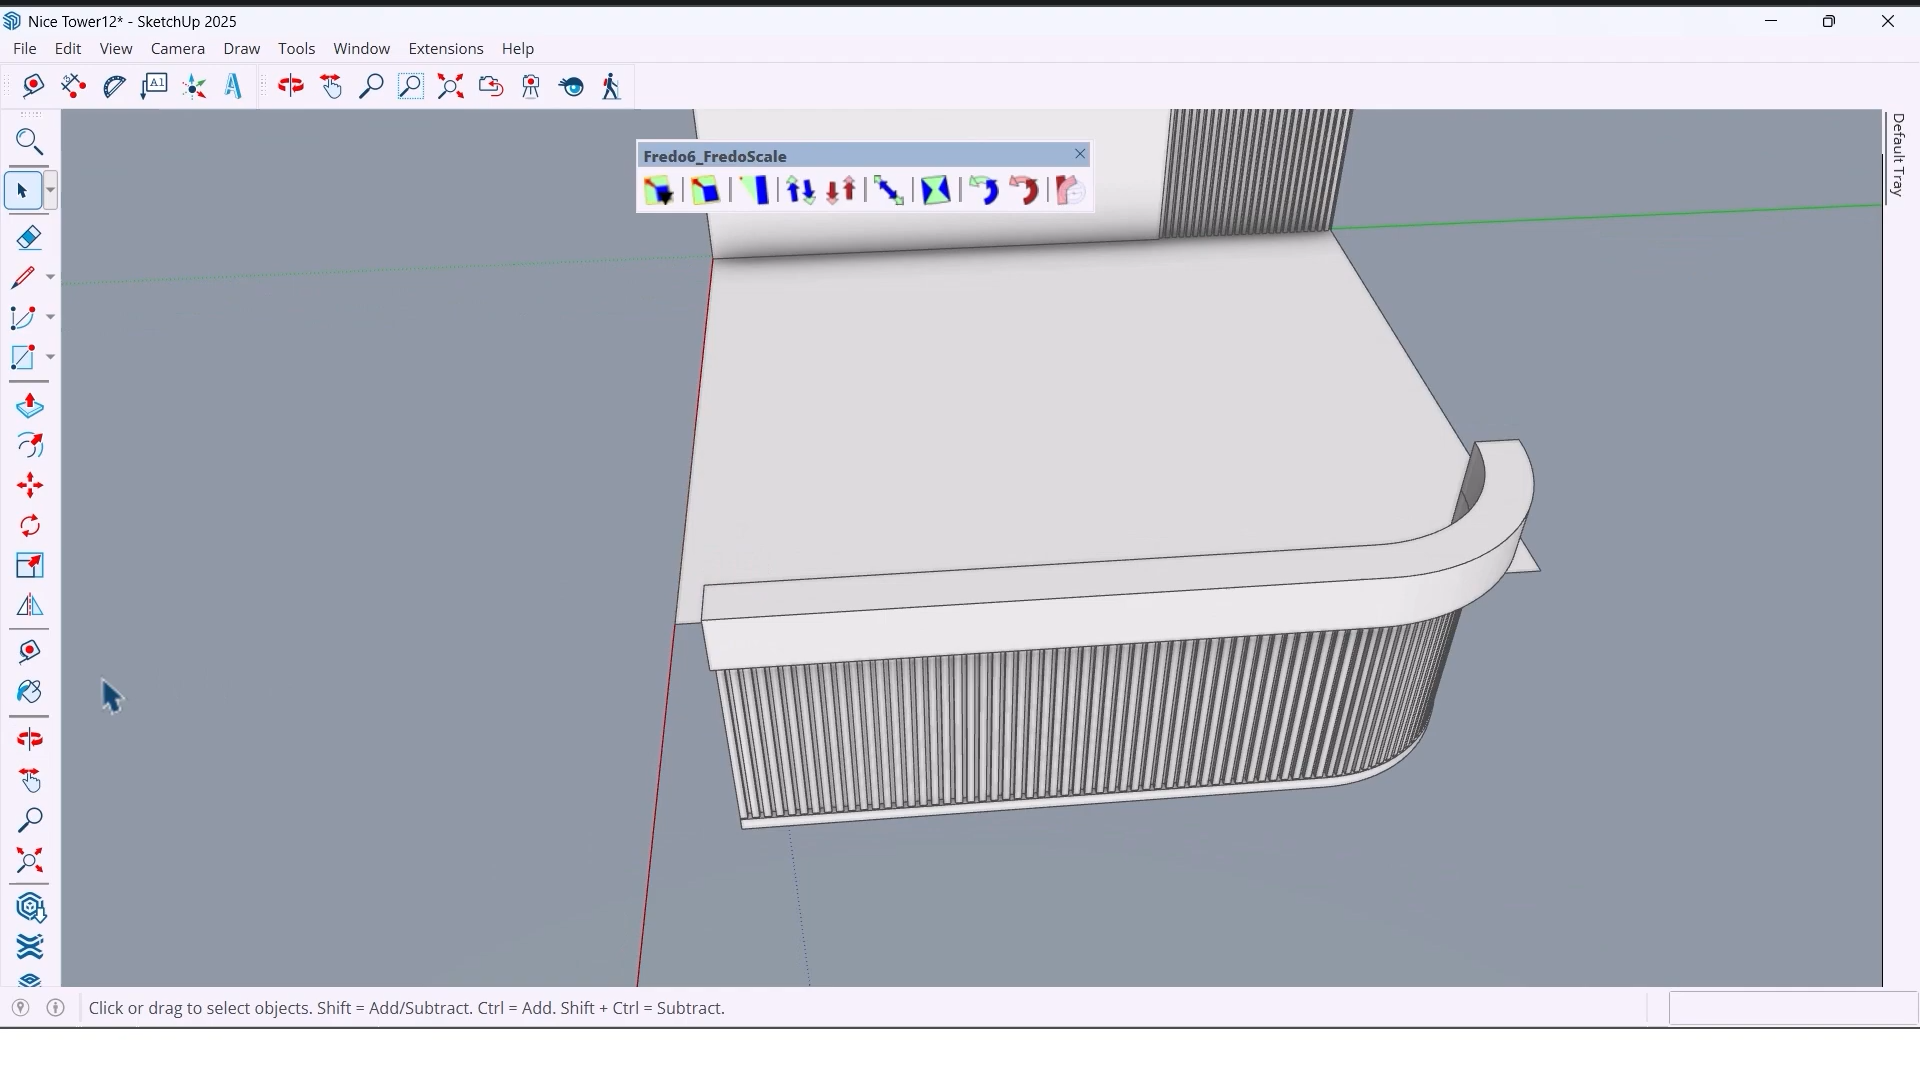 Nice Tower12* - SketchUp 2025
File Edit View Camera Draw Tools Window Extensions Help
A1
Default Tray
Fredo6_FredoScale
Click or drag to select objects. Shift = Add/Subtract. Ctrl = Add. Shift + Ctrl = Subtract.